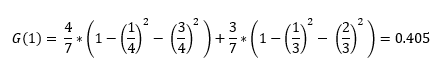 G(1) = 4/7 * (1 − (1/4)² − (3/4)²) + 3/7 * (1 − (1/3)² − (2/3)²) = 0.405